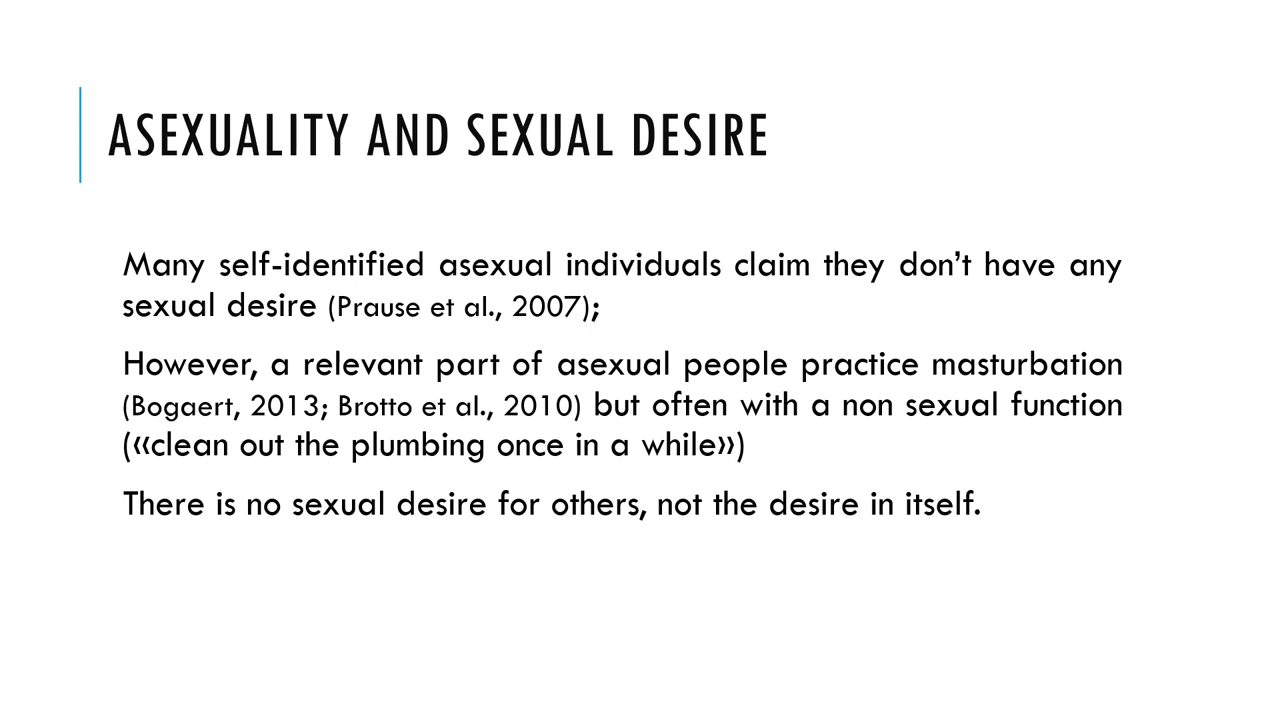 ASEXUALITY AND SEXUAL DESIRE
Many self-identified asexual individuals claim they don’t have any
sexual desire (Prause et al., 2007);
However, a relevant part of asexual people practice masturbation
(Bogaert, 2013; Brotto et al., 2010) but often with a non sexual function
(«clean out the plumbing once in a while»)
There is no sexual desire for others, not the desire in itself.